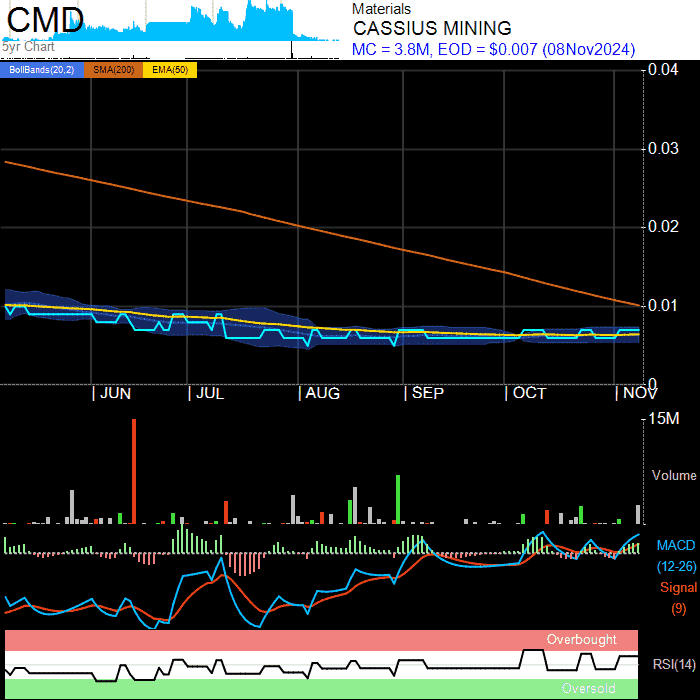 CMD
5yr Chart
Materials
CASSIUS MINING
MC = 3.8M, EOD = $0.007 (08Nov2024)
BollBands(20,2) SMA(200) EMA(50)
0.04
0.03
0.02
0.01
0
JUN JUL AUG SEP OCT NOV
15M
Volume
MACD
(12-26)
Signal
(9)
Overbought
RSI(14)
Oversold